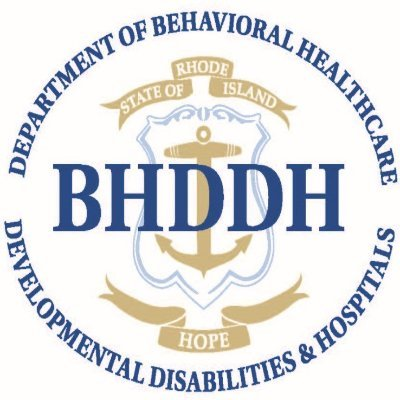 DEPARTMENT OF BEHAVIORAL HEALTHCARE
STATE OF RHODE ISLAND
BHDDH
HOPE
DEVELOPMENTAL DISABILITIES & HOSPITALS